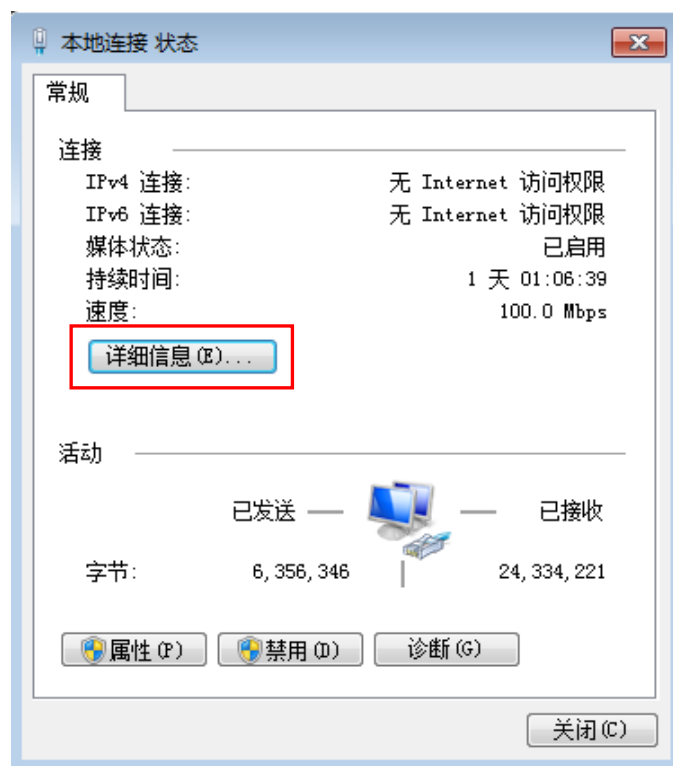 本地连接 状态
常规
连接
IPv4 连接: 无 Internet 访问权限
IPv6 连接: 无 Internet 访问权限
媒体状态: 已启用
持续时间: 1 天 01:06:39
速度: 100.0 Mbps
详细信息(E)...
活动
已发送 — — 已接收
字节: 6,356,346 | 24,334,221
属性(P) 禁用(D) 诊断(G)
关闭(C)